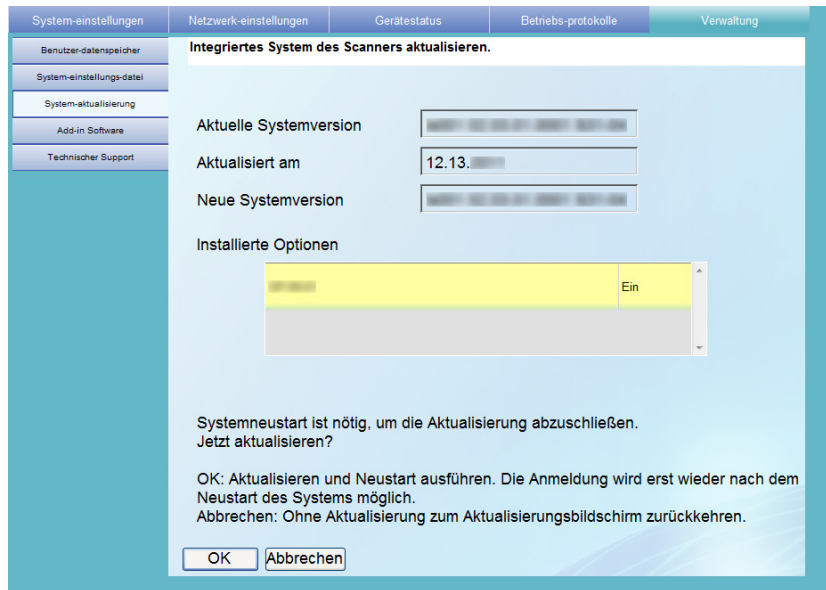 System-einstellungen
Netzwerk-einstellungen
Gerätestatus
Betriebs-protokolle
Verwaltung
Benutzer-datenspeicher
System-einstellungs-datei
System-aktualisierung
Add-in Software
Technischer Support
Integriertes System des Scanners aktualisieren.
Aktuelle Systemversion
Aktualisiert am 12.13.
Neue Systemversion
Installierte Optionen
Ein
Systemneustart ist nötig, um die Aktualisierung abzuschließen.
Jetzt aktualisieren?
OK: Aktualisieren und Neustart ausführen. Die Anmeldung wird erst wieder nach dem
Neustart des Systems möglich.
Abbrechen: Ohne Aktualisierung zum Aktualisierungsbildschirm zurückkehren.
OK
Abbrechen